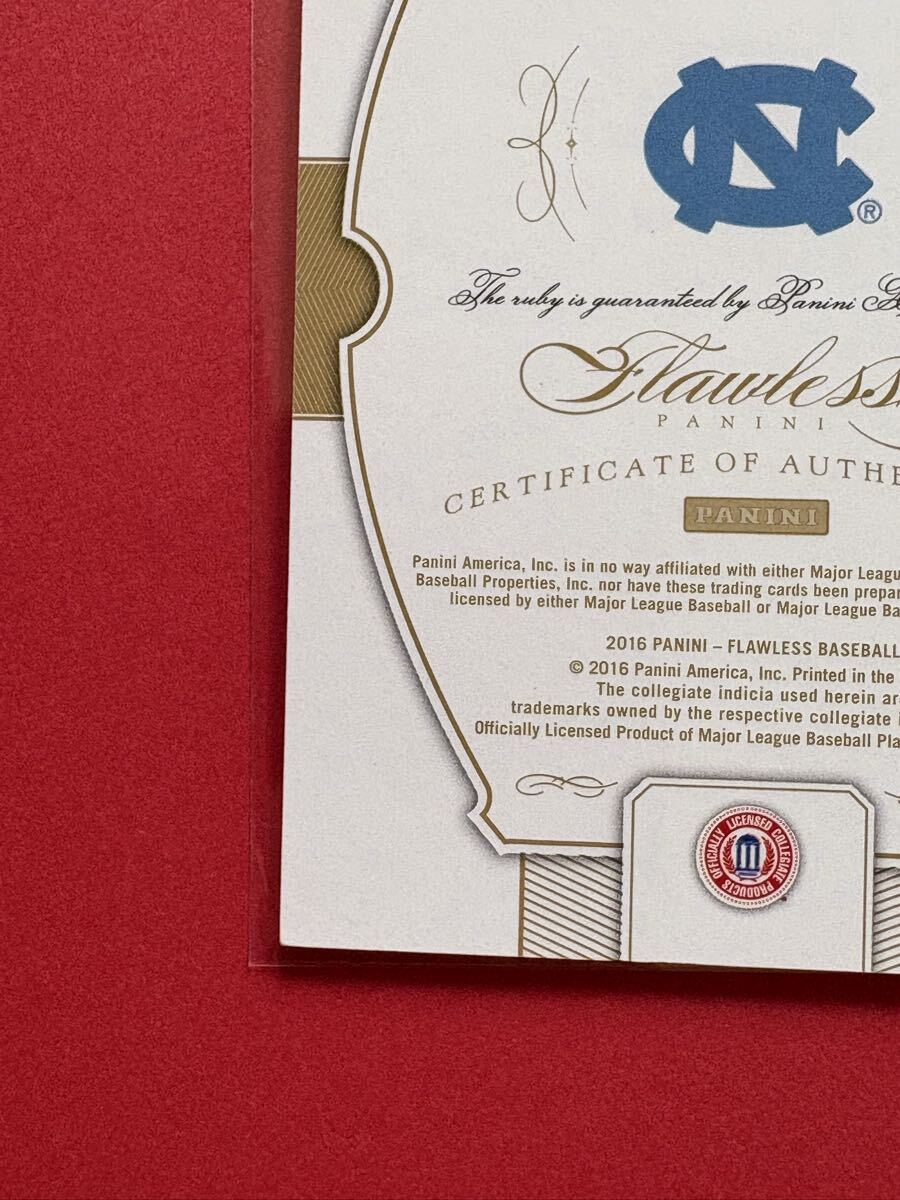 NC
®
The ruby is guaranteed by Panini
Flawless
PANINI
CERTIFICATE OF AUTHE
PANINI
Panini America, Inc. is in no way affiliated with either Major Leagu
Baseball Properties, Inc. nor have these trading cards been prepar
licensed by either Major League Baseball or Major League Ba
2016 PANINI – FLAWLESS BASEBALL
© 2016 Panini America, Inc. Printed in the
The collegiate indicia used herein ar
trademarks owned by the respective collegiate i
Officially Licensed Product of Major League Baseball Pla
OFFICIALLY LICENSED COLLEGIATE PRODUCTS